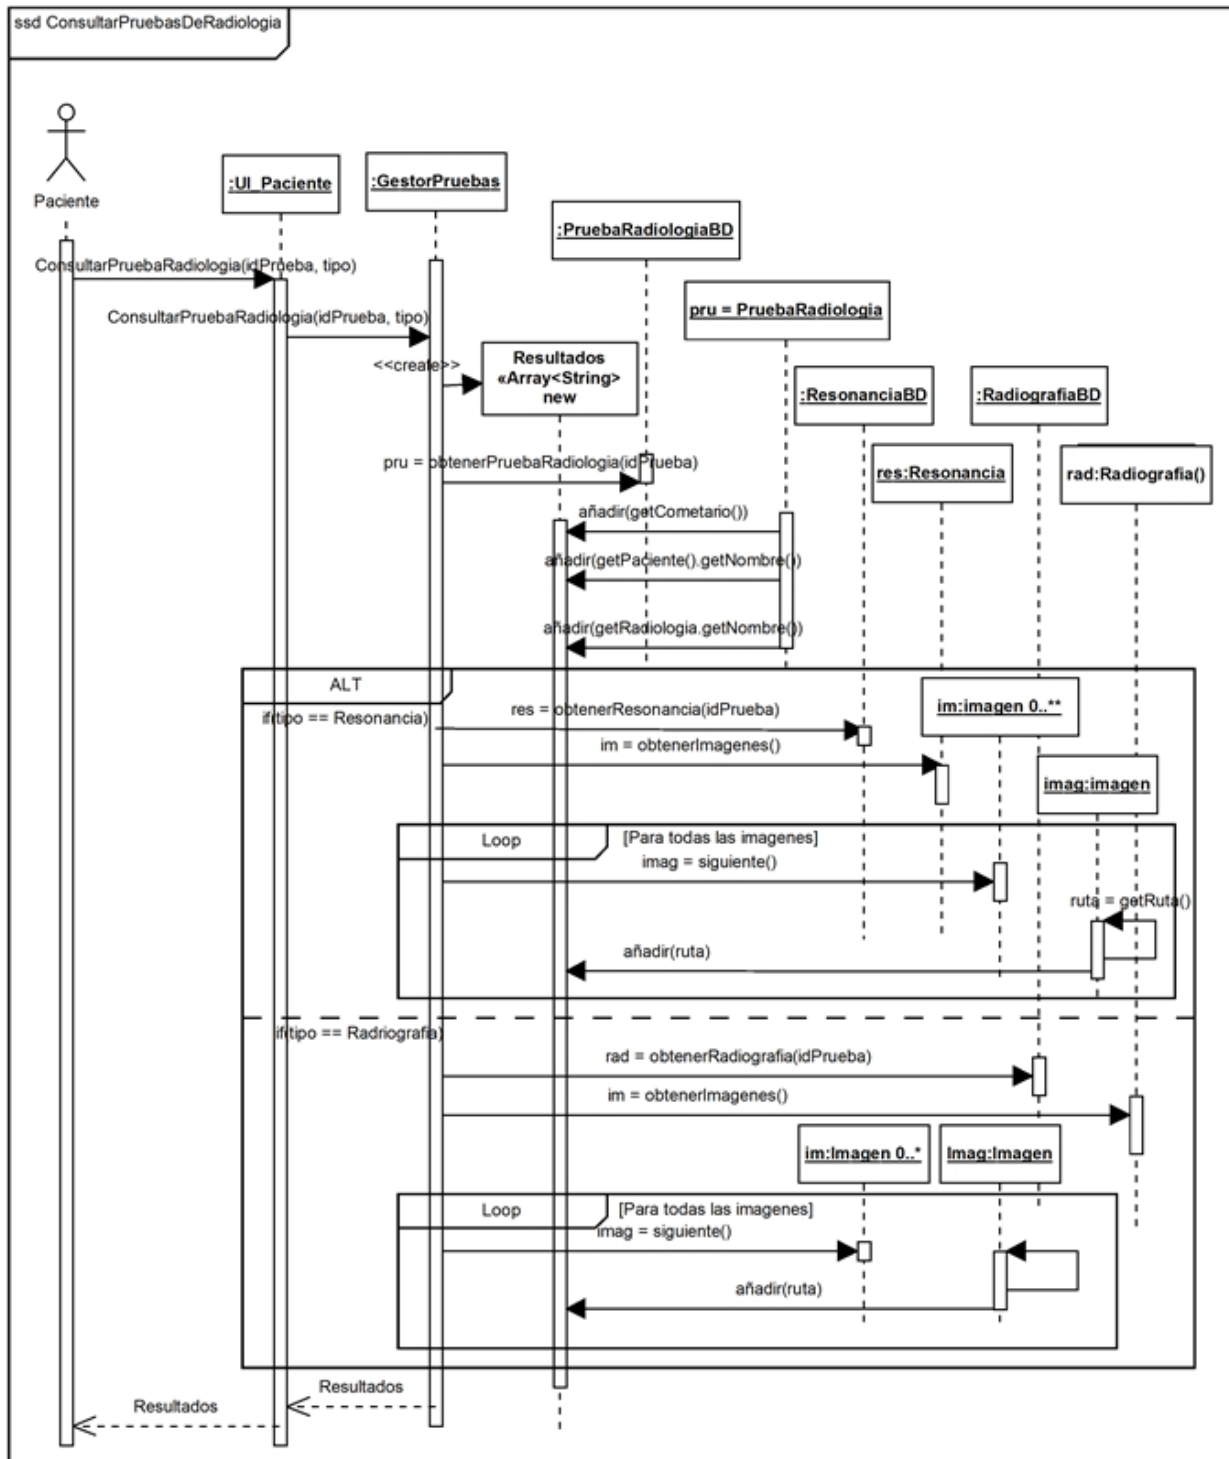 ssd ConsultarPruebasDeRadiologia
Paciente
:UI_Paciente
:GestorPruebas
:PruebaRadiologiaBD
ConsultarPruebaRadiologia(idPrueba, tipo)
pru = PruebaRadiologia
ConsultarPruebaRadiologia(idPrueba, tipo)
<<create>>
Resultados
«Array<String>
new
:ResonanciaBD
:RadiografiaBD
pru = obtenerPruebaRadiologia(idPrueba)
res:Resonancia
rad:Radiografia()
añadir(getCometario())
añadir(getPaciente().getNombre())
añadir(getRadiologia.getNombre())
ALT
if(tipo == Resonancia)
res = obtenerResonancia(idPrueba)
im:imagen 0..**
im = obtenerImagenes()
imag:imagen
Loop
[Para todas las imagenes]
imag = siguiente()
ruta = getRuta()
añadir(ruta)
if(tipo == Radriografia)
rad = obtenerRadiografia(idPrueba)
im = obtenerImagenes()
im:Imagen 0..*
Imag:Imagen
Loop
[Para todas las imagenes]
imag = siguiente()
añadir(ruta)
Resultados
Resultados